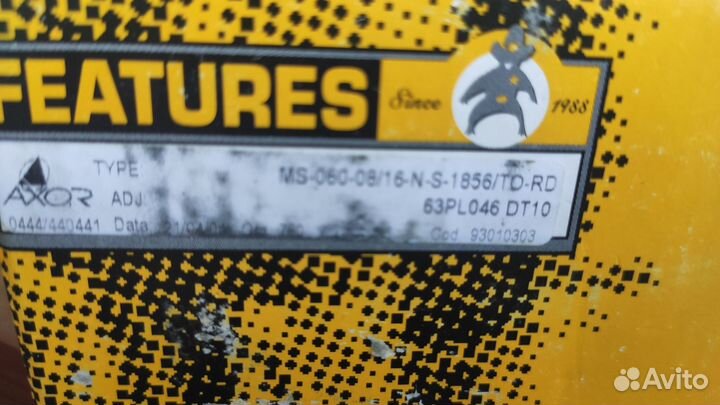 FEATURES Since 1988
AXOR TYPE MS-060-08/16-N-S-1856/TO-RD
ADJ 63PL046 DT10
0444/440441 Data Cod 93010303
Avito